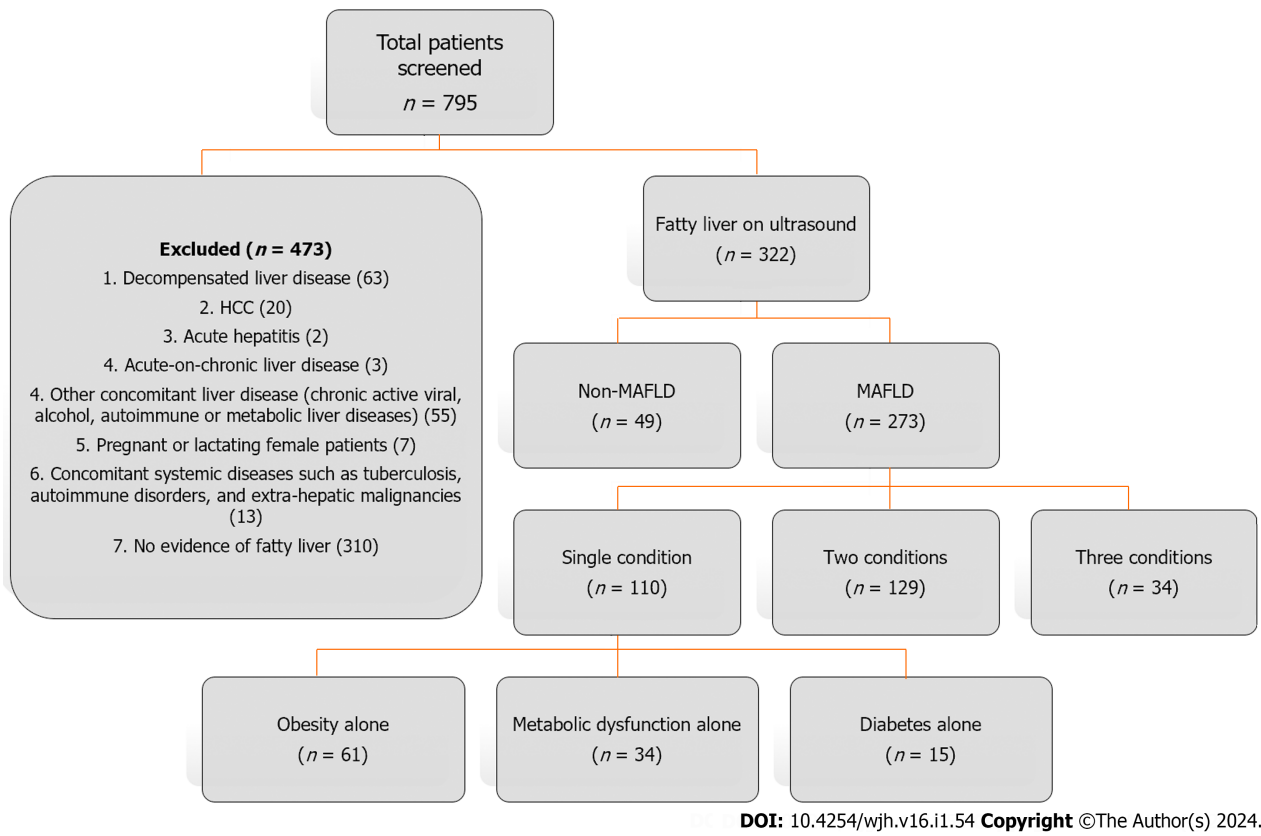 Total patients
screened
n = 795
Excluded (n = 473)
1. Decompensated liver disease (63)
2. HCC (20)
3. Acute hepatitis (2)
4. Acute-on-chronic liver disease (3)
4. Other concomitant liver disease (chronic active viral,
alcohol, autoimmune or metabolic liver diseases) (55)
5. Pregnant or lactating female patients (7)
6. Concomitant systemic diseases such as tuberculosis,
autoimmune disorders, and extra-hepatic malignancies
(13)
7. No evidence of fatty liver (310)
Fatty liver on ultrasound
(n = 322)
Non-MAFLD
(n = 49)
MAFLD
(n = 273)
Single condition
(n = 110)
Two conditions
(n = 129)
Three conditions
(n = 34)
Obesity alone
(n = 61)
Metabolic dysfunction alone
(n = 34)
Diabetes alone
(n = 15)
DOI: 10.4254/wjh.v16.i1.54 Copyright ©The Author(s) 2024.